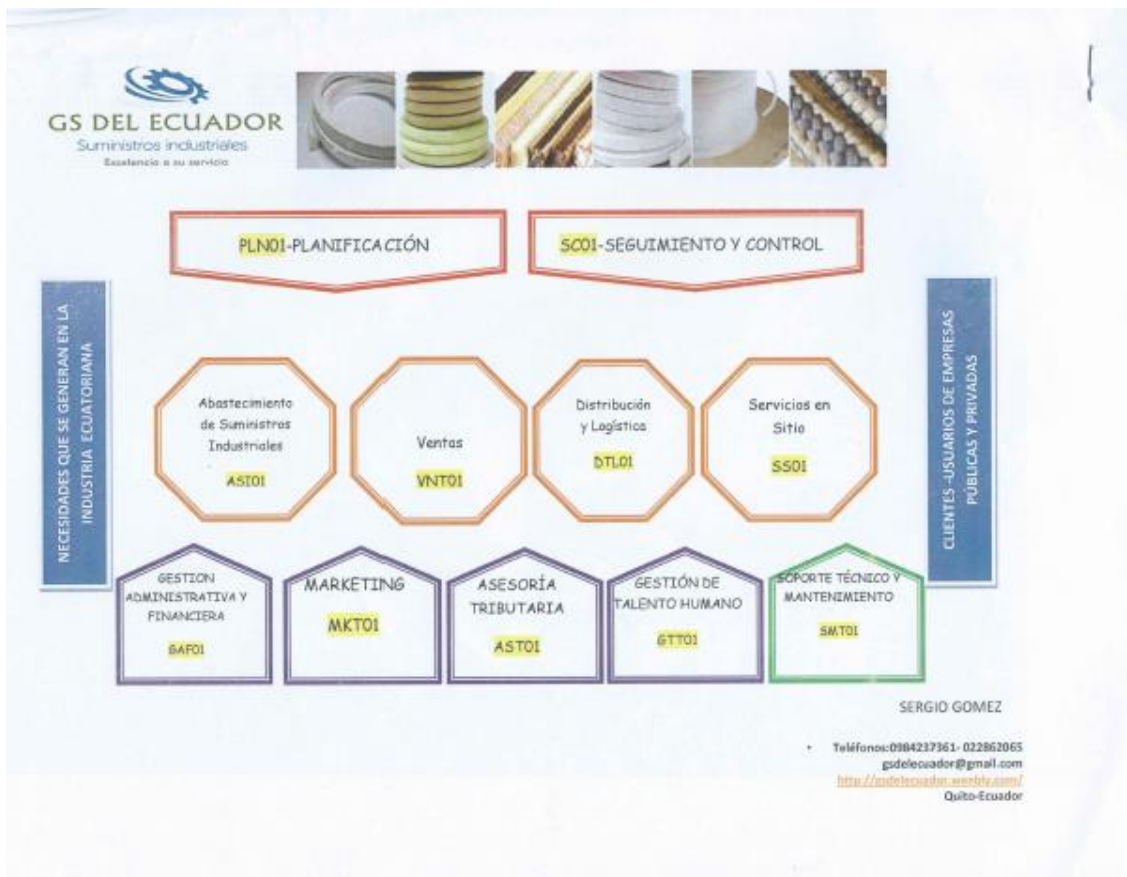 GS DEL ECUADOR
Suministros industriales
Excelencia a su servicio
PLN01-PLANIFICACIÓN
SC01-SEGUIMIENTO Y CONTROL
NECESIDADES QUE SE GENERAN EN LA
INDUSTRIA ECUATORIANA
Abastecimiento
de Suministros
Industriales
ASI01
Ventas
VNT01
Distribución
y Logística
DTL01
Servicios en
Sitio
SS01
CLIENTES -USUARIOS DE EMPRESAS
PÚBLICAS Y PRIVADAS
GESTION
ADMINISTRATIVA Y
FINANCIERA
GAF01
MARKETING
MKT01
ASESORÍA
TRIBUTARIA
AST01
GESTIÓN DE
TALENTO HUMANO
GTT01
SOPORTE TÉCNICO Y
MANTENIMIENTO
SMT01
SERGIO GOMEZ
• Teléfonos:0984237361- 022862065
gsdelecuador@gmail.com
http://gsdelecuador.weebly.com/
Quito-Ecuador